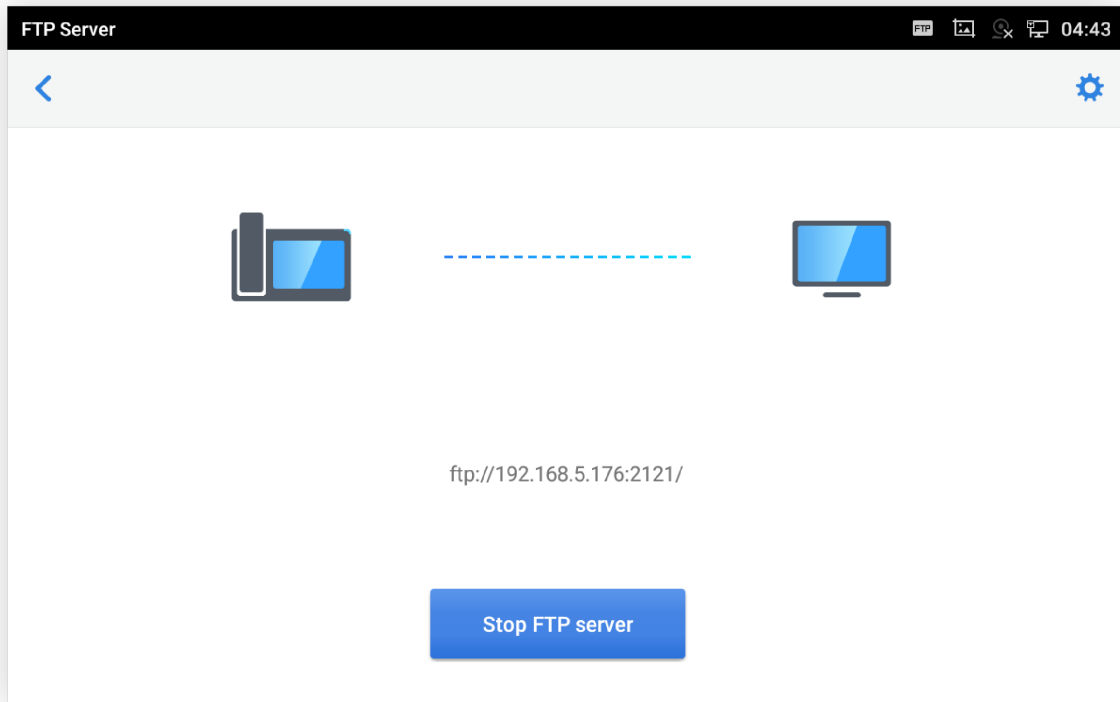 FTP Server
FTP
04:43
ftp://192.168.5.176:2121/
Stop FTP server